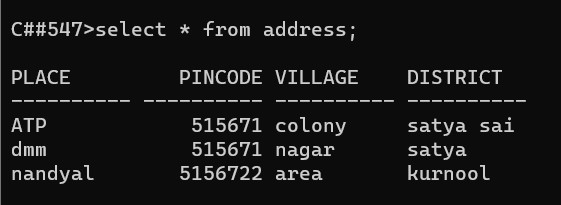 C##547>select * from address;
PLACE         PINCODE VILLAGE    DISTRICT
---------- ---------- ---------- ----------
ATP            515671 colony     satya sai
dmm            515671 nagar      satya
nandyal       5156722 area       kurnool